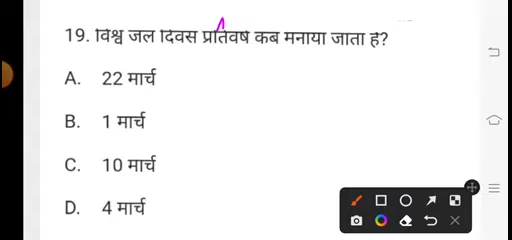 19. विश्व जल दिवस प्रतिवर्ष कब मनाया जाता है?
A. 22 मार्च
B. 1 मार्च
C. 10 मार्च
D. 4 मार्च